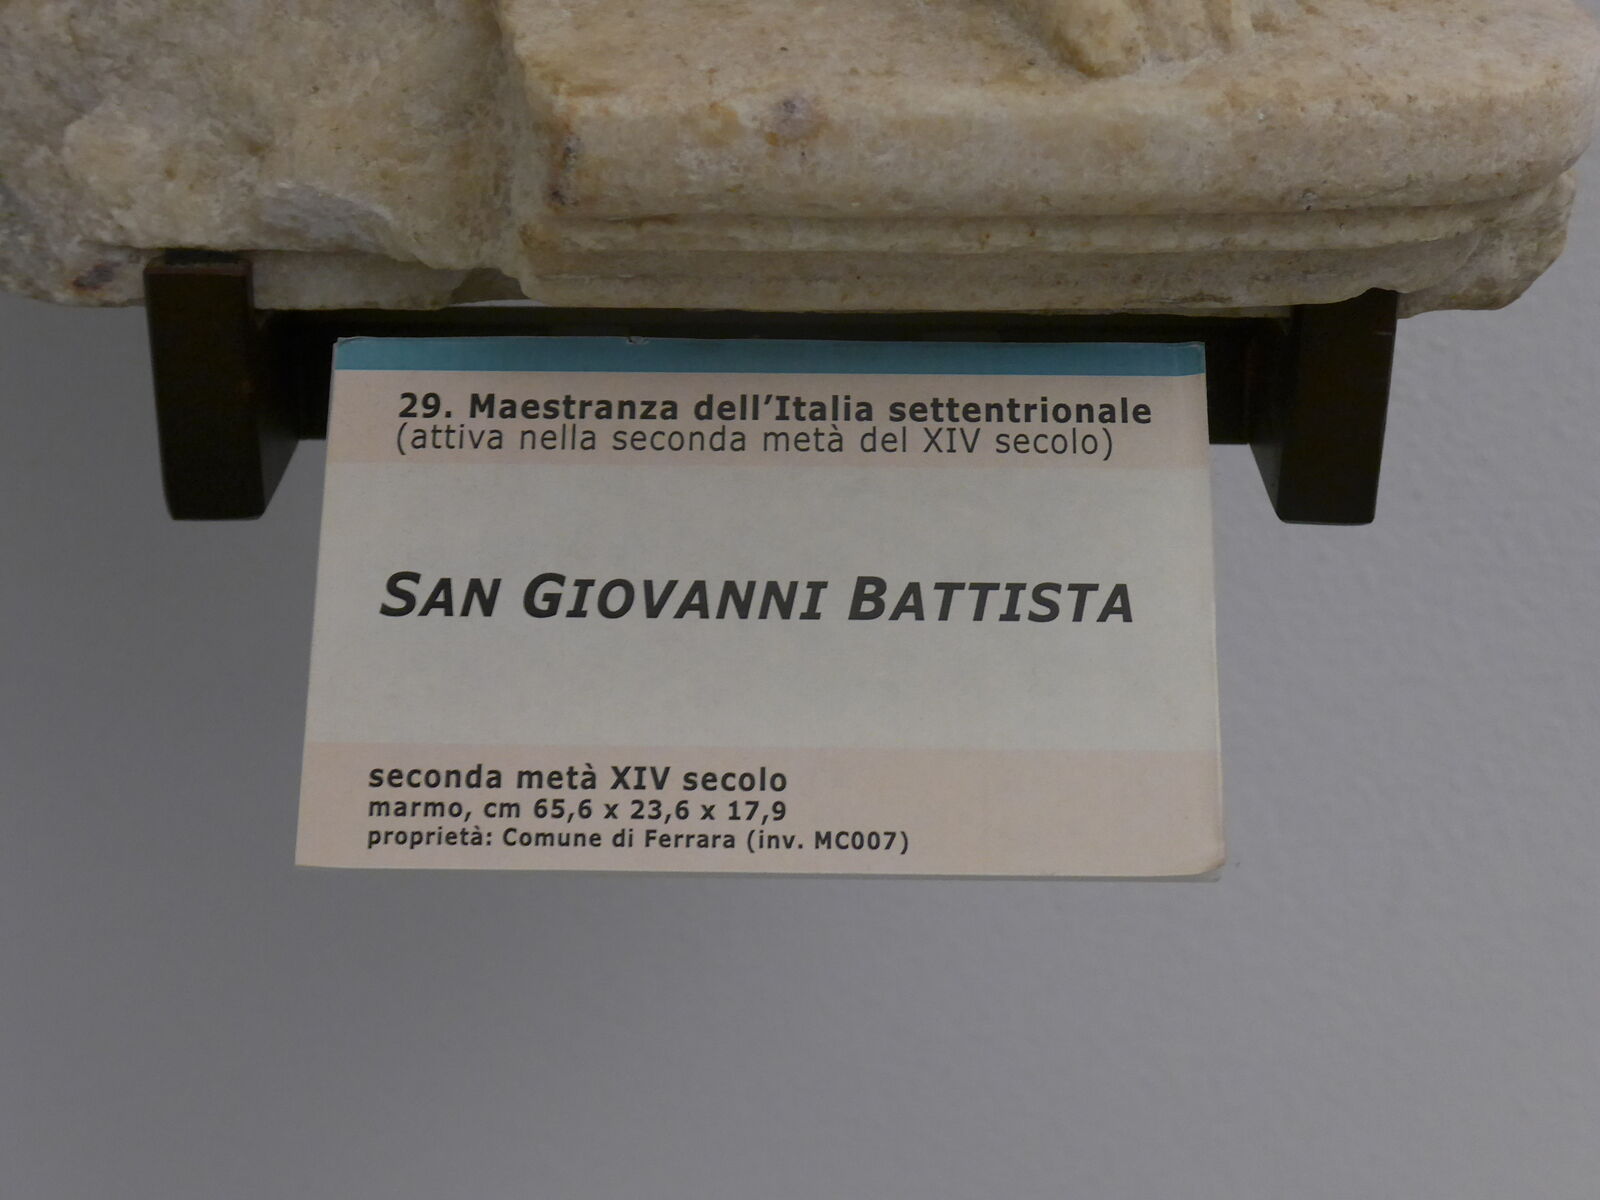 29. Maestranza dell'Italia settentrionale
(attiva nella seconda metà del XIV secolo)
SAN GIOVANNI BATTISTA
seconda metà XIV secolo
marmo, cm 65,6 x 23,6 x 17,9
proprietà: Comune di Ferrara (inv. MC007)